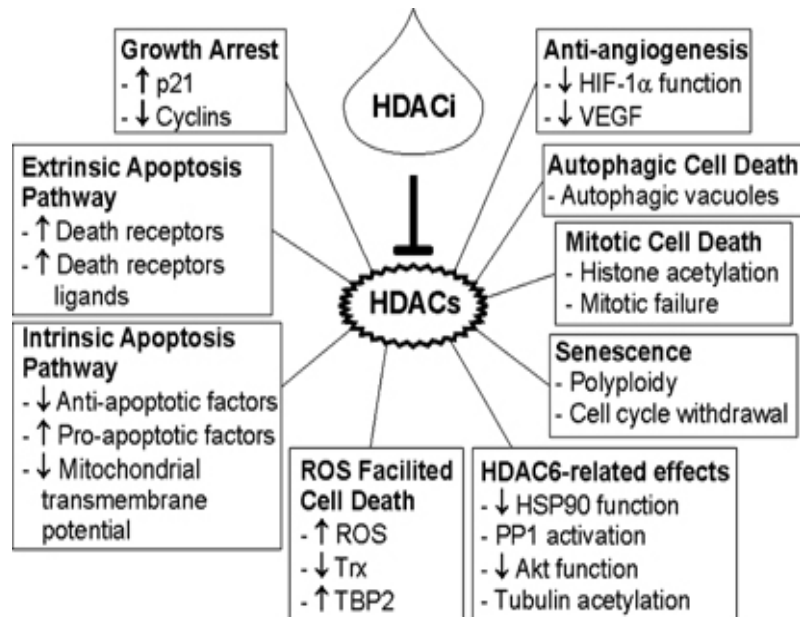 Growth Arrest
- ↑ p21
- ↓ Cyclins
HDACi
Anti-angiogenesis
- ↓ HIF-1α function
- ↓ VEGF
Extrinsic Apoptosis
Pathway
- ↑ Death receptors
- ↑ Death receptors
ligands
Autophagic Cell Death
- Autophagic vacuoles
Mitotic Cell Death
- Histone acetylation
- Mitotic failure
HDACs
Intrinsic Apoptosis
Pathway
- ↓ Anti-apoptotic factors
- ↑ Pro-apoptotic factors
- ↓ Mitochondrial
transmembrane
potential
Senescence
- Polyploidy
- Cell cycle withdrawal
ROS Facilited
Cell Death
- ↑ ROS
- ↓ Trx
- ↑ TBP2
HDAC6-related effects
- ↓ HSP90 function
- PP1 activation
- ↓ Akt function
- Tubulin acetylation